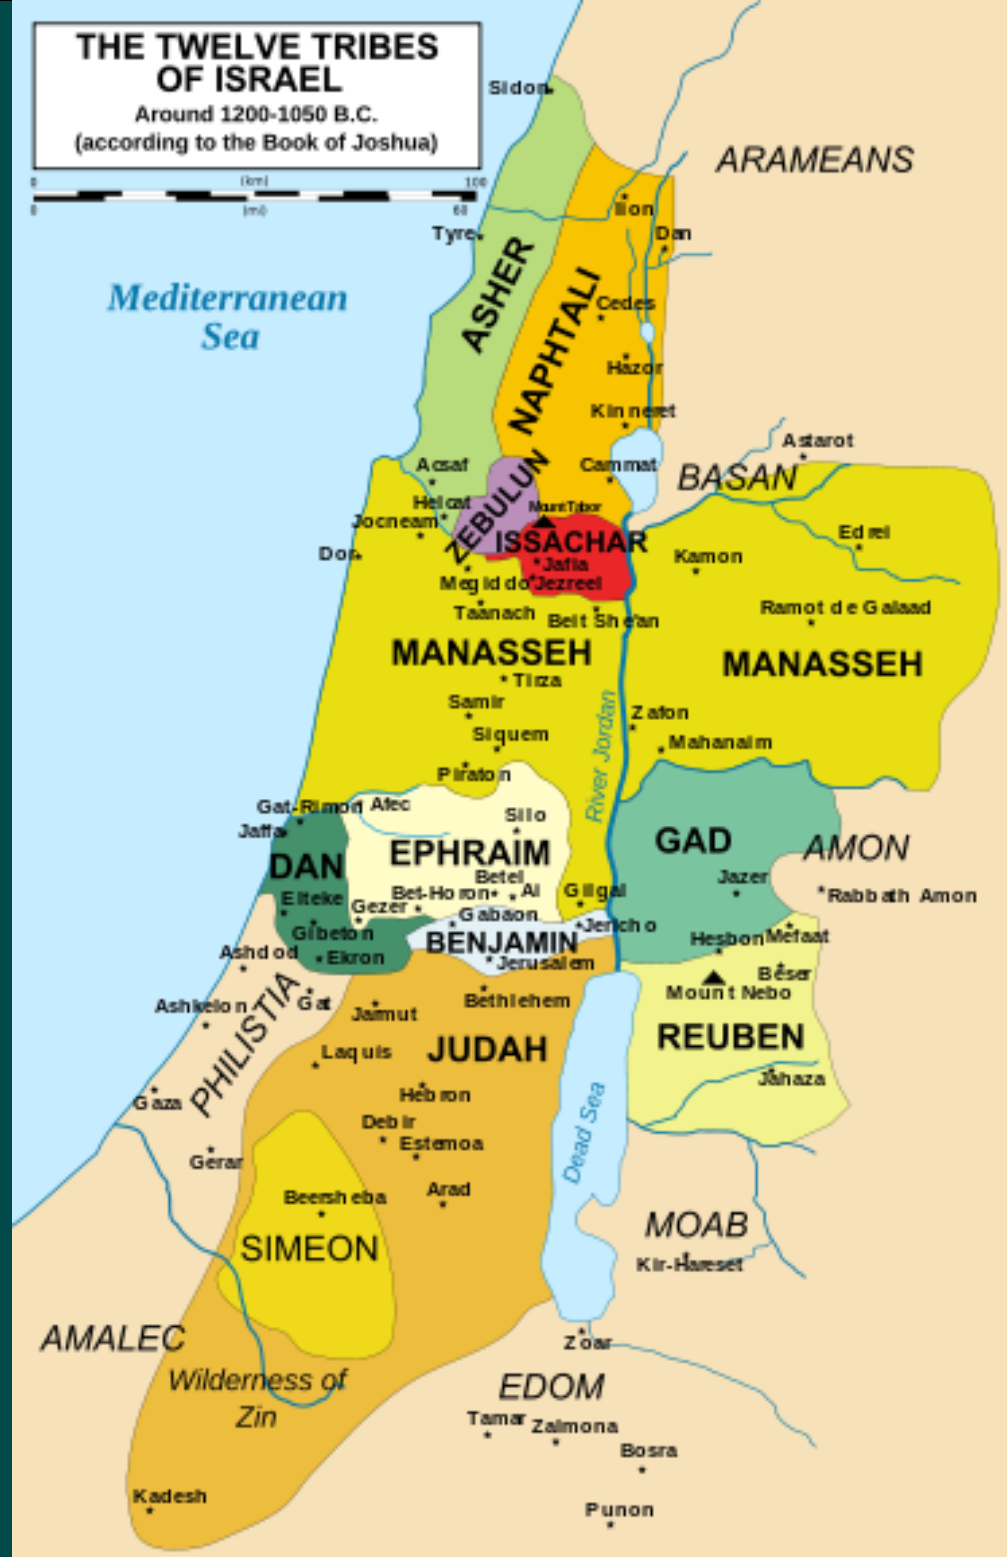 THE TWELVE TRIBES
OF ISRAEL
Around 1200-1050 B.C.
(according to the Book of Joshua)
0 (km) 100
0 (mi) 60
Sidon
ARAMEANS
Ijon
Tyre
Dan
ASHER
NAPHTALI
Mediterranean
Sea
Cedes
Hazor
Kinneret
Astarot
Acsaf
Cammat
BASAN
ZEBULUN
Helcat
Mount Tabor
Jocneam
ISSACHAR
Edrei
Dor
Jafia
Kamon
Megiddo
Jezreel
Taanach
Beit She'an
Ramot de Galaad
MANASSEH
MANASSEH
Tirza
Samir
River Jordan
Zafon
Siquem
Mahanaim
Piraton
Gat-Rimon
Afec
Silo
Jaffa
DAN
EPHRAIM
GAD
AMON
Betel
Jazer
Elteke
Bet-Horon
Ai
Gilgal
Rabbath Amon
Gezer
Gabaon
Jericho
Gibeton
BENJAMIN
Hesbon
Mefaat
Ashdod
Ekron
Jerusalem
Béser
Ashkelon
Gat
Jarmut
Bethlehem
Mount Nebo
PHILISTIA
Laquis
JUDAH
REUBEN
Jahaza
Gaza
Hebron
Debir
Estemoa
Dead Sea
Gerar
Beersheba
Arad
SIMEON
MOAB
Kir-Hareset
AMALEC
Zoar
Wilderness of
Zin
EDOM
Tamar
Zalmona
Bosra
Kadesh
Punon